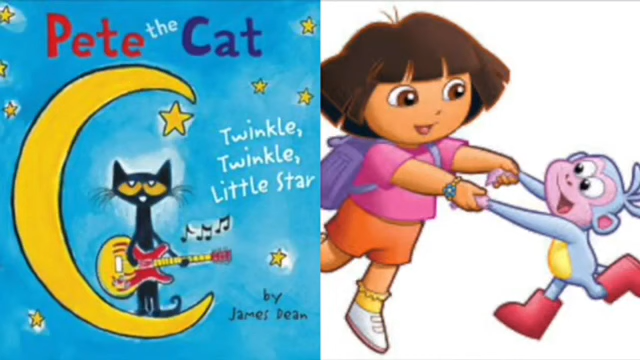 Pete the Cat
Twinkle,
Twinkle,
Little Star
by
James Dean